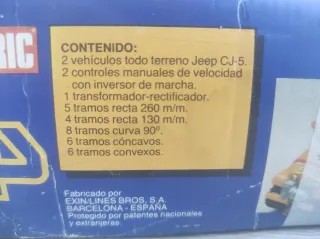 RIC
CONTENIDO:
2 vehículos todo terreno Jeep CJ-5.
2 controles manuales de velocidad
con inversor de marcha.
1 transformador-rectificador.
5 tramos recta 260 m/m.
4 tramos recta 130 m/m.
8 tramos curva 90º.
6 tramos cóncavos.
6 tramos convexos.
Fabricado por
EXIN/LINES BROS, S.A.
BARCELONA - ESPAÑA
Protegido por patentes nacionales
y extranjeras.